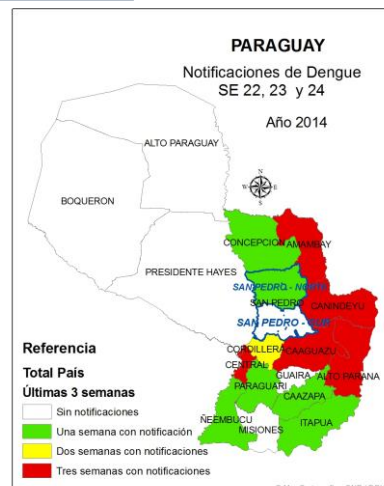 PARAGUAY
Notificaciones de Dengue
SE 22, 23 y 24
Año 2014
ALTO PARAGUAY
N
W E
S
BOQUERON
CONCEPCION
AMAMBAY
PRESIDENTE HAYES
SAN PEDRO - NORTE
SAN PEDRO
CANINDEYU
SAN PEDRO - SUR
CORDILLERA
CAAGUAZU
CENTRAL
GUAIRA
ALTO PARANA
PARAGUARI
CAAZAPA
ÑEEMBUCU
MISIONES
ITAPUA
Referencia
Total País
Últimas 3 semanas
Sin notificaciones
Una semana con notificación
Dos semanas con notificaciones
Tres semanas con notificaciones